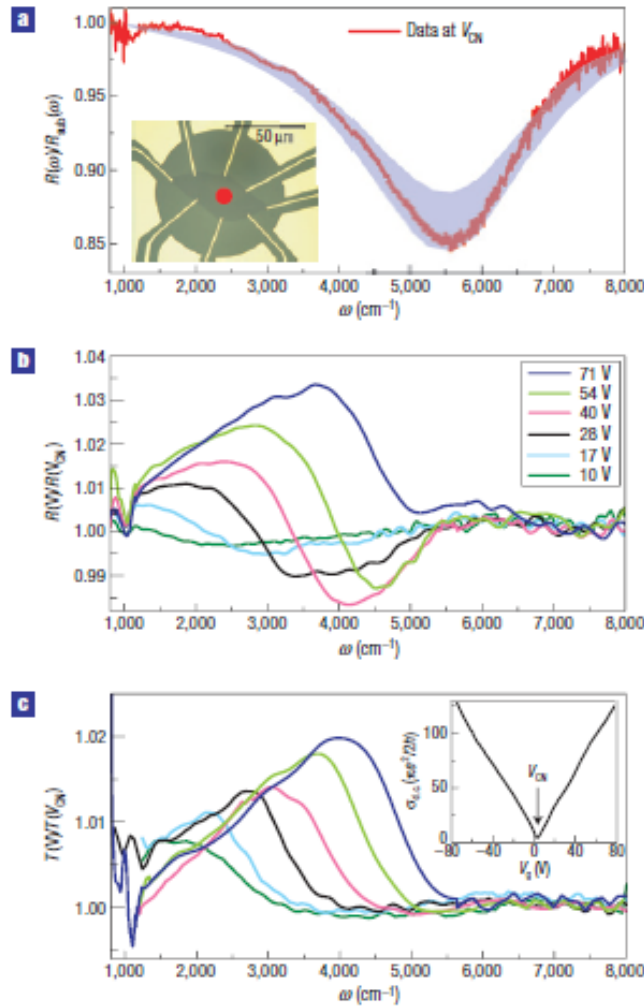 a
1.00
0.95
0.90
0.85
R(ω)/R_sub(ω)
Data at V_CN
50 μm
1,000 2,000 3,000 4,000 5,000 6,000 7,000 8,000
ω (cm⁻¹)
b
1.04
1.03
1.02
1.01
1.00
0.99
R(V)/R(V_CN)
71 V
54 V
40 V
28 V
17 V
10 V
1,000 2,000 3,000 4,000 5,000 6,000 7,000 8,000
ω (cm⁻¹)
c
1.02
1.01
1.00
T(V)/T(V_CN)
100
50
0
σ_d.c. (πe²/2h)
V_CN
−80 −40 0 40 80
V_g (V)
1,000 2,000 3,000 4,000 5,000 6,000 7,000 8,000
ω (cm⁻¹)